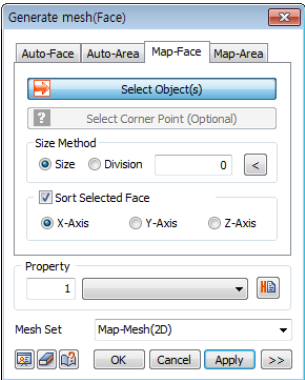 Generate mesh(Face)
Auto-Face Auto-Area Map-Face Map-Area
Select Object(s)
? Select Corner Point (Optional)
Size Method
Size Division 0 <
Sort Selected Face
X-Axis Y-Axis Z-Axis
Property
1
Mesh Set Map-Mesh(2D)
OK Cancel Apply >>